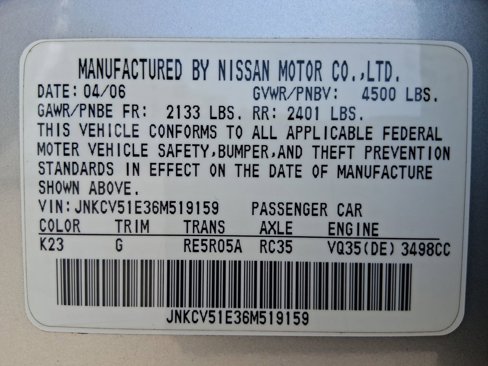 MANUFACTURED BY NISSAN MOTOR CO.,LTD.
DATE: 04/06 GVWR/PNBV: 4500 LBS.
GAWR/PNBE FR: 2133 LBS. RR: 2401 LBS.
THIS VEHICLE CONFORMS TO ALL APPLICABLE FEDERAL
MOTER VEHICLE SAFETY,BUMPER,AND THEFT PREVENTION
STANDARDS IN EFFECT ON THE DATE OF MANUFACTURE
SHOWN ABOVE.
VIN:JNKCV51E36M519159 PASSENGER CAR
COLOR TRIM TRANS AXLE ENGINE
K23 G RE5R05A RC35 VQ35(DE) 3498CC
JNKCV51E36M519159